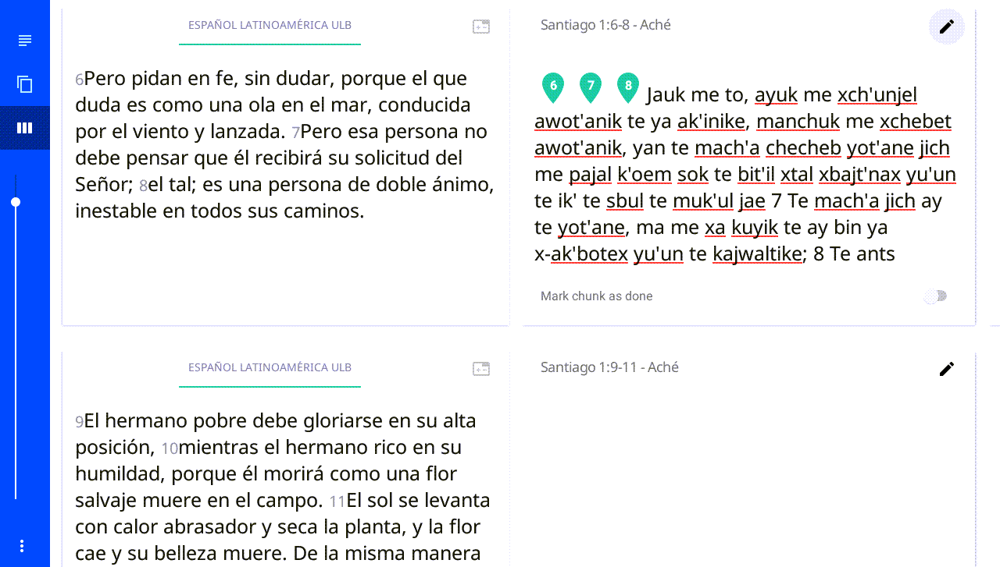 ESPAÑOL LATINOAMÉRICA ULB
6Pero pidan en fe, sin dudar, porque el que
duda es como una ola en el mar, conducida
por el viento y lanzada. 7Pero esa persona no
debe pensar que él recibirá su solicitud del
Señor; 8el tal; es una persona de doble ánimo,
inestable en todos sus caminos.
Santiago 1:6-8 - Aché
6 7 8 Jauk me to, ayuk me xch'unjel
awot'anik te ya ak'inike, manchuk me xchebet
awot'anik, yan te mach'a checheb yot'ane jich
me pajal k'oem sok te bit'il xtal xbajt'nax yu'un
te ik' te sbul te muk'ul jae 7 Te mach'a jich ay
te yot'ane, ma me xa kuyik te ay bin ya
x-ak'botex yu'un te kajwaltike; 8 Te ants
Mark chunk as done
ESPAÑOL LATINOAMÉRICA ULB
9El hermano pobre debe gloriarse en su alta
posición, 10mientras el hermano rico en su
humildad, porque él morirá como una flor
salvaje muere en el campo. 11El sol se levanta
con calor abrasador y seca la planta, y la flor
cae y su belleza muere. De la misma manera
Santiago 1:9-11 - Aché